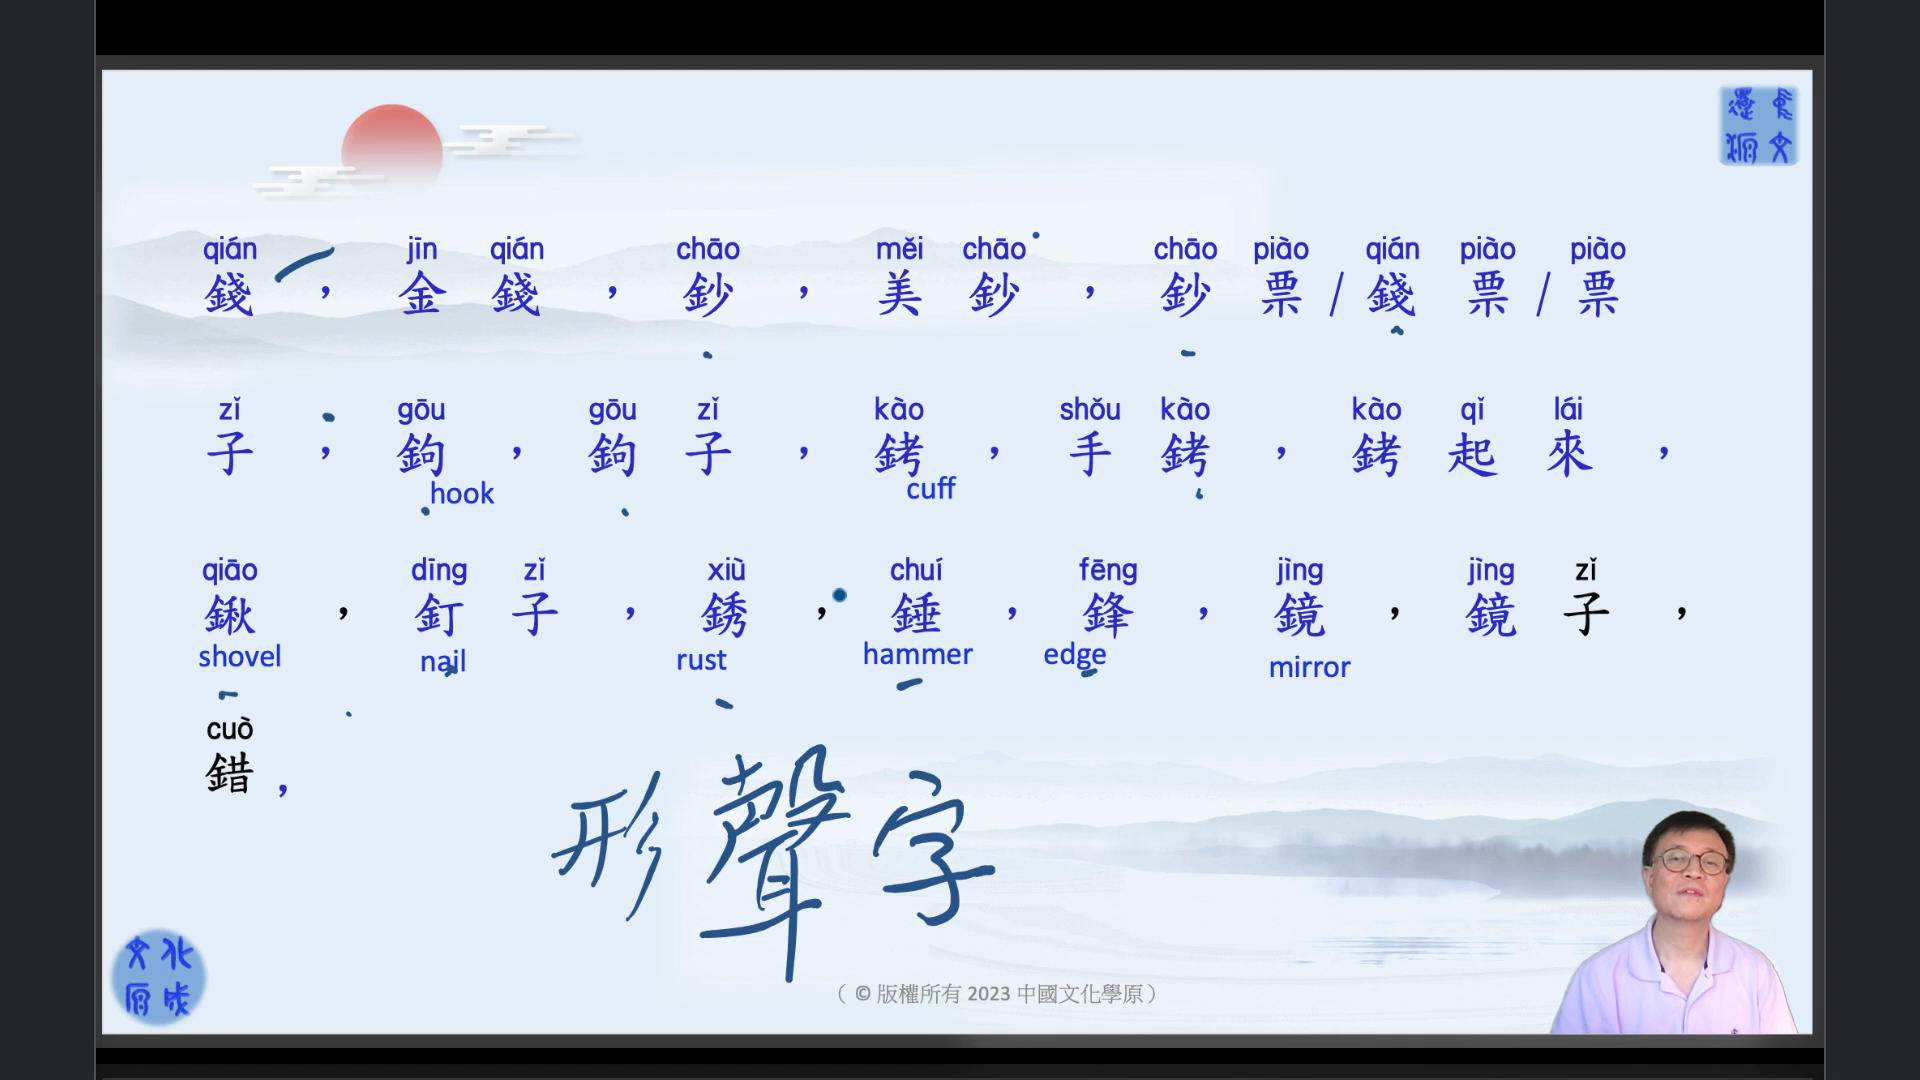 qián jīn qián chāo měi chāo chāo piào qián piào piào
錢，金錢，鈔，美鈔，鈔票/錢票/票
zǐ gōu gōu zǐ kào shǒu kào kào qǐ lái
子，鉤，鉤子，銬，手銬，銬起來，
hook cuff
qiāo dīng zǐ xiù chuí fēng jìng jìng zǐ
鍬，釘子，銹，錘，鋒，鏡，鏡子，
shovel nail rust hammer edge mirror
cuò
錯，
形聲字
（ © 版權所有 2023 中國文化學原）